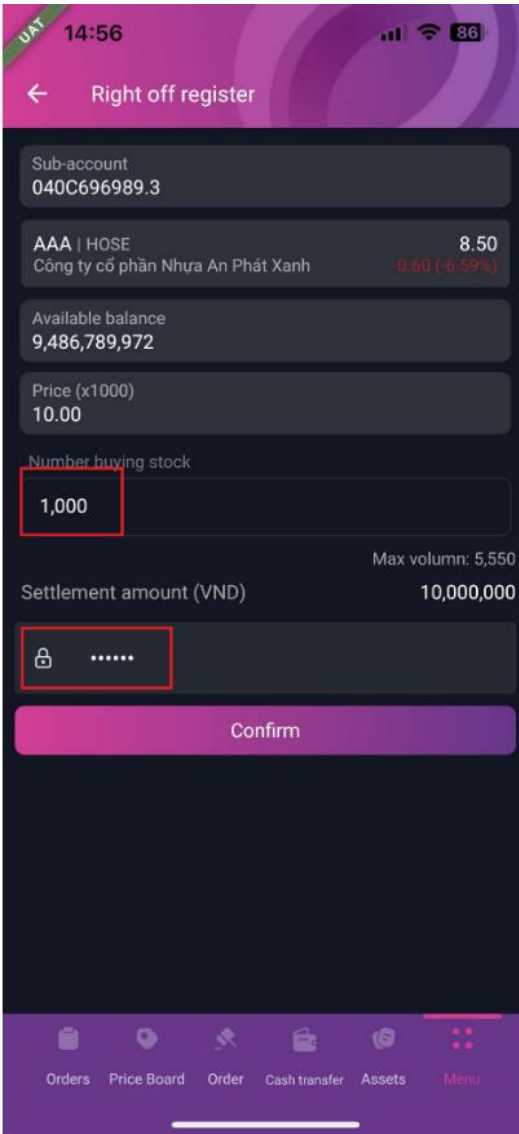 UAT
14:56
86
Right off register
Sub-account
040C696989.3
AAA | HOSE 8.50
Công ty cổ phần Nhựa An Phát Xanh -0.60 (-6.59%)
Available balance
9,486,789,972
Price (x1000)
10.00
Number buying stock
1,000
Max volumn: 5,550
Settlement amount (VND) 10,000,000
••••••
Confirm
Orders Price Board Order Cash transfer Assets Menu